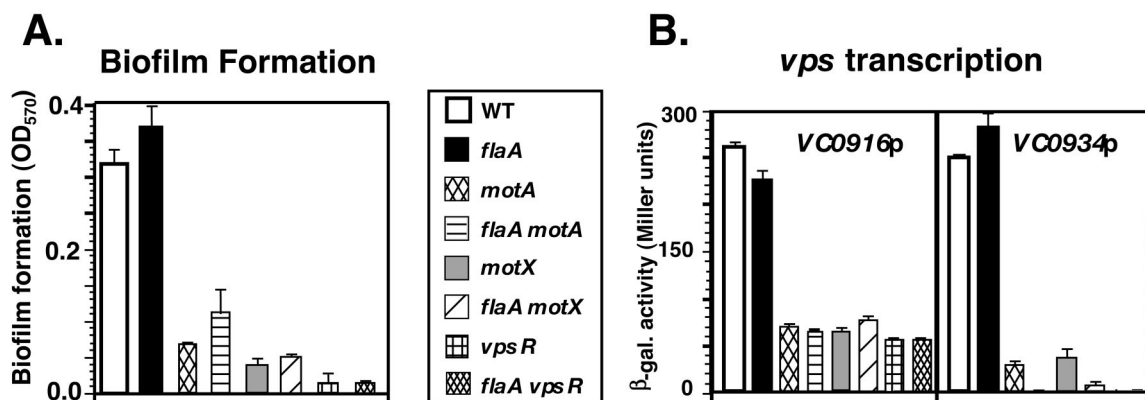 A.
Biofilm Formation
Biofilm formation (OD570)
0.4
0.2
0.0
WT
flaA
motA
flaA motA
motX
flaA motX
vpsR
flaA vpsR
B.
vps transcription
β-gal. activity (Miller units)
300
150
0
VC0916p
VC0934p